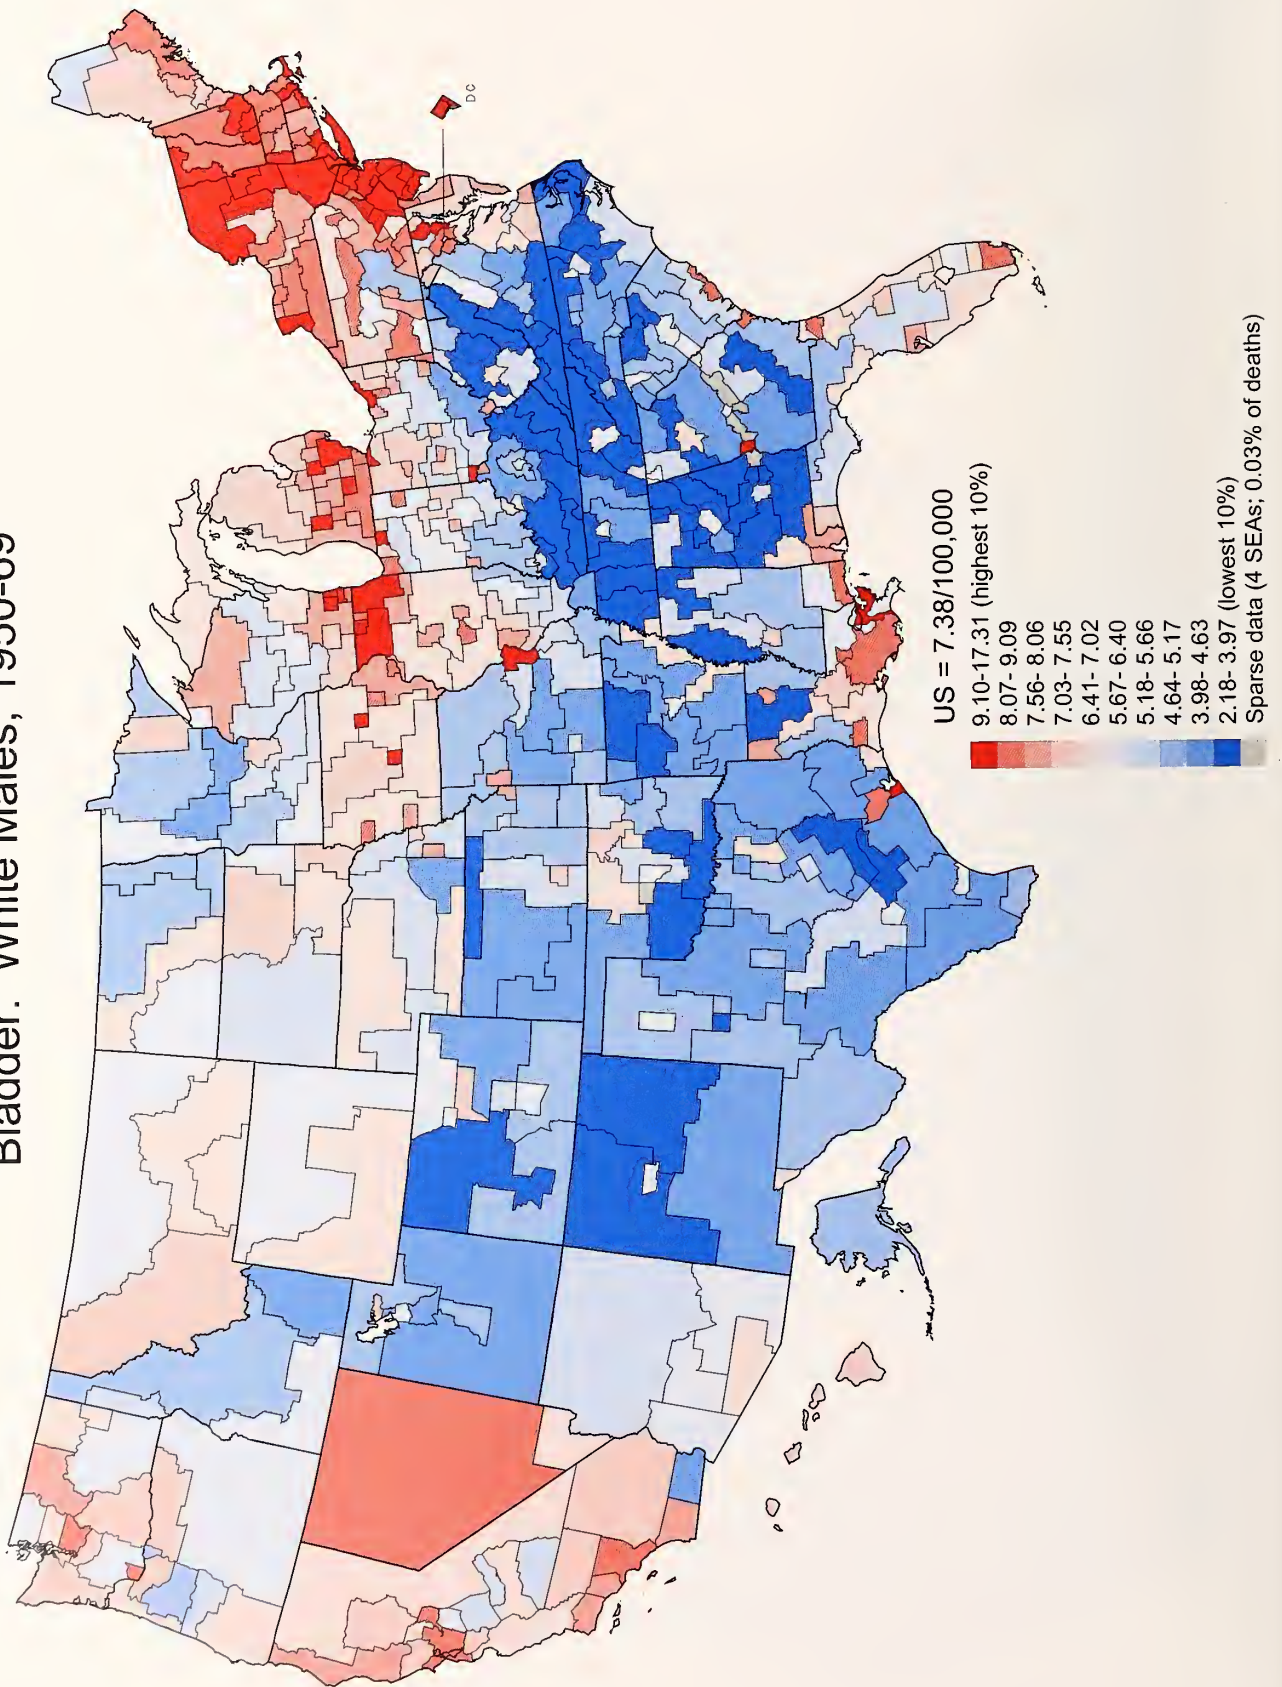 Bladder: White Males, 1950-69
DC
US = 7.38/100,000
9.10-17.31 (highest 10%)
8.07- 9.09
7.56- 8.06
7.03- 7.55
6.41- 7.02
5.67- 6.40
5.18- 5.66
4.64- 5.17
3.98- 4.63
2.18- 3.97 (lowest 10%)
Sparse data (4 SEAs; 0.03% of deaths)